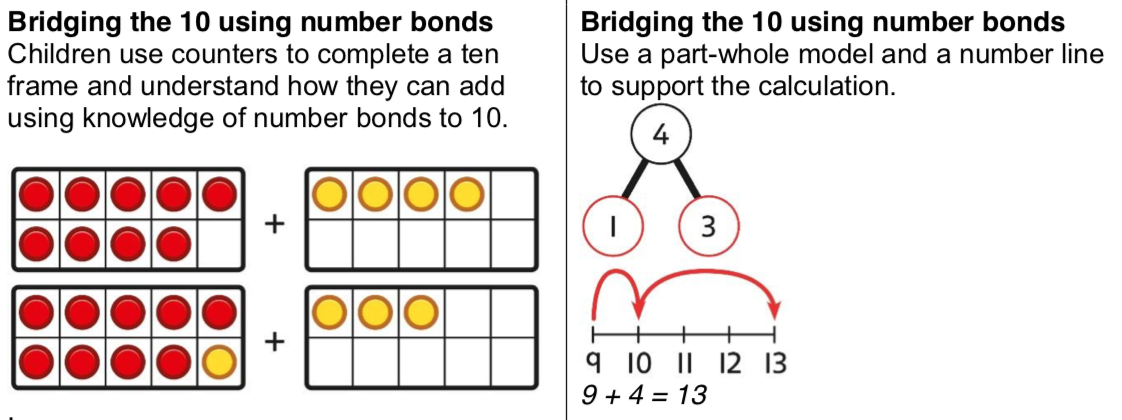 Bridging the 10 using number bonds
Children use counters to complete a ten
frame and understand how they can add
using knowledge of number bonds to 10.
+
+
.
Bridging the 10 using number bonds
Use a part-whole model and a number line
to support the calculation.
4
1 3
9 10 11 12 13
9 + 4 = 13